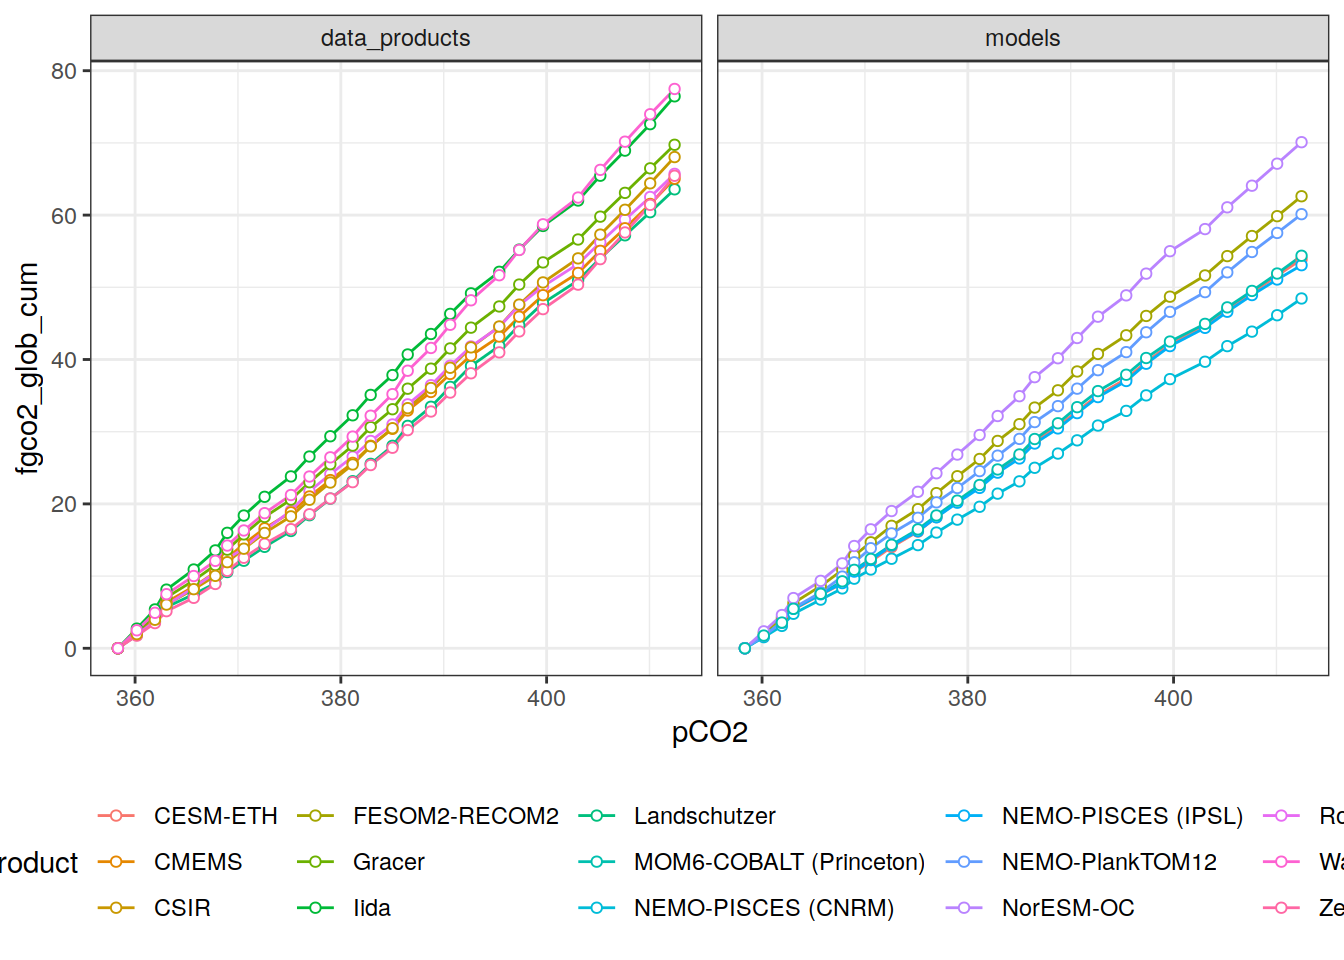 data_products models
80
60
40
20
0
fgco2_glob_cum
360 380 400 360 380 400
pCO2
CESM-ETH FESOM2-RECOM2 Landschutzer NEMO-PISCES (IPSL)
roduct CMEMS Gracer MOM6-COBALT (Princeton) NEMO-PlankTOM12
CSIR Iida NEMO-PISCES (CNRM) NorESM-OC